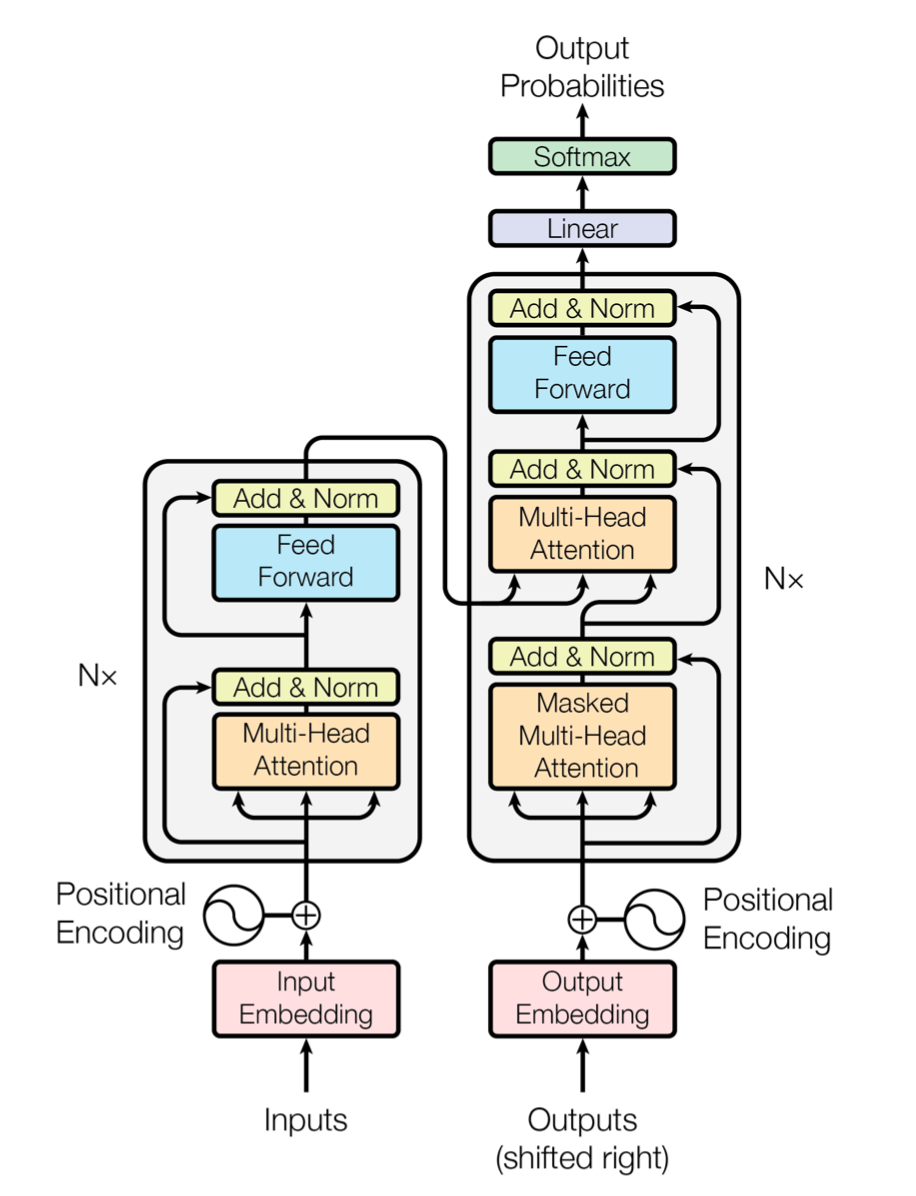 Output
Probabilities
Softmax
Linear
Add & Norm
Feed
Forward
Add & Norm
Multi-Head
Attention
N×
Add & Norm
Masked
Multi-Head
Attention
Add & Norm
Feed
Forward
N×
Add & Norm
Multi-Head
Attention
Positional
Encoding
Positional
Encoding
Input
Embedding
Output
Embedding
Inputs
Outputs
(shifted right)